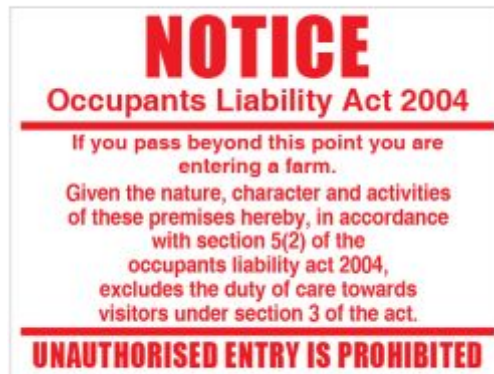 NOTICE
Occupants Liability Act 2004
If you pass beyond this point you are
entering a farm.
Given the nature, character and activities
of these premises hereby, in accordance
with section 5(2) of the
occupants liability act 2004,
excludes the duty of care towards
visitors under section 3 of the act.
UNAUTHORISED ENTRY IS PROHIBITED